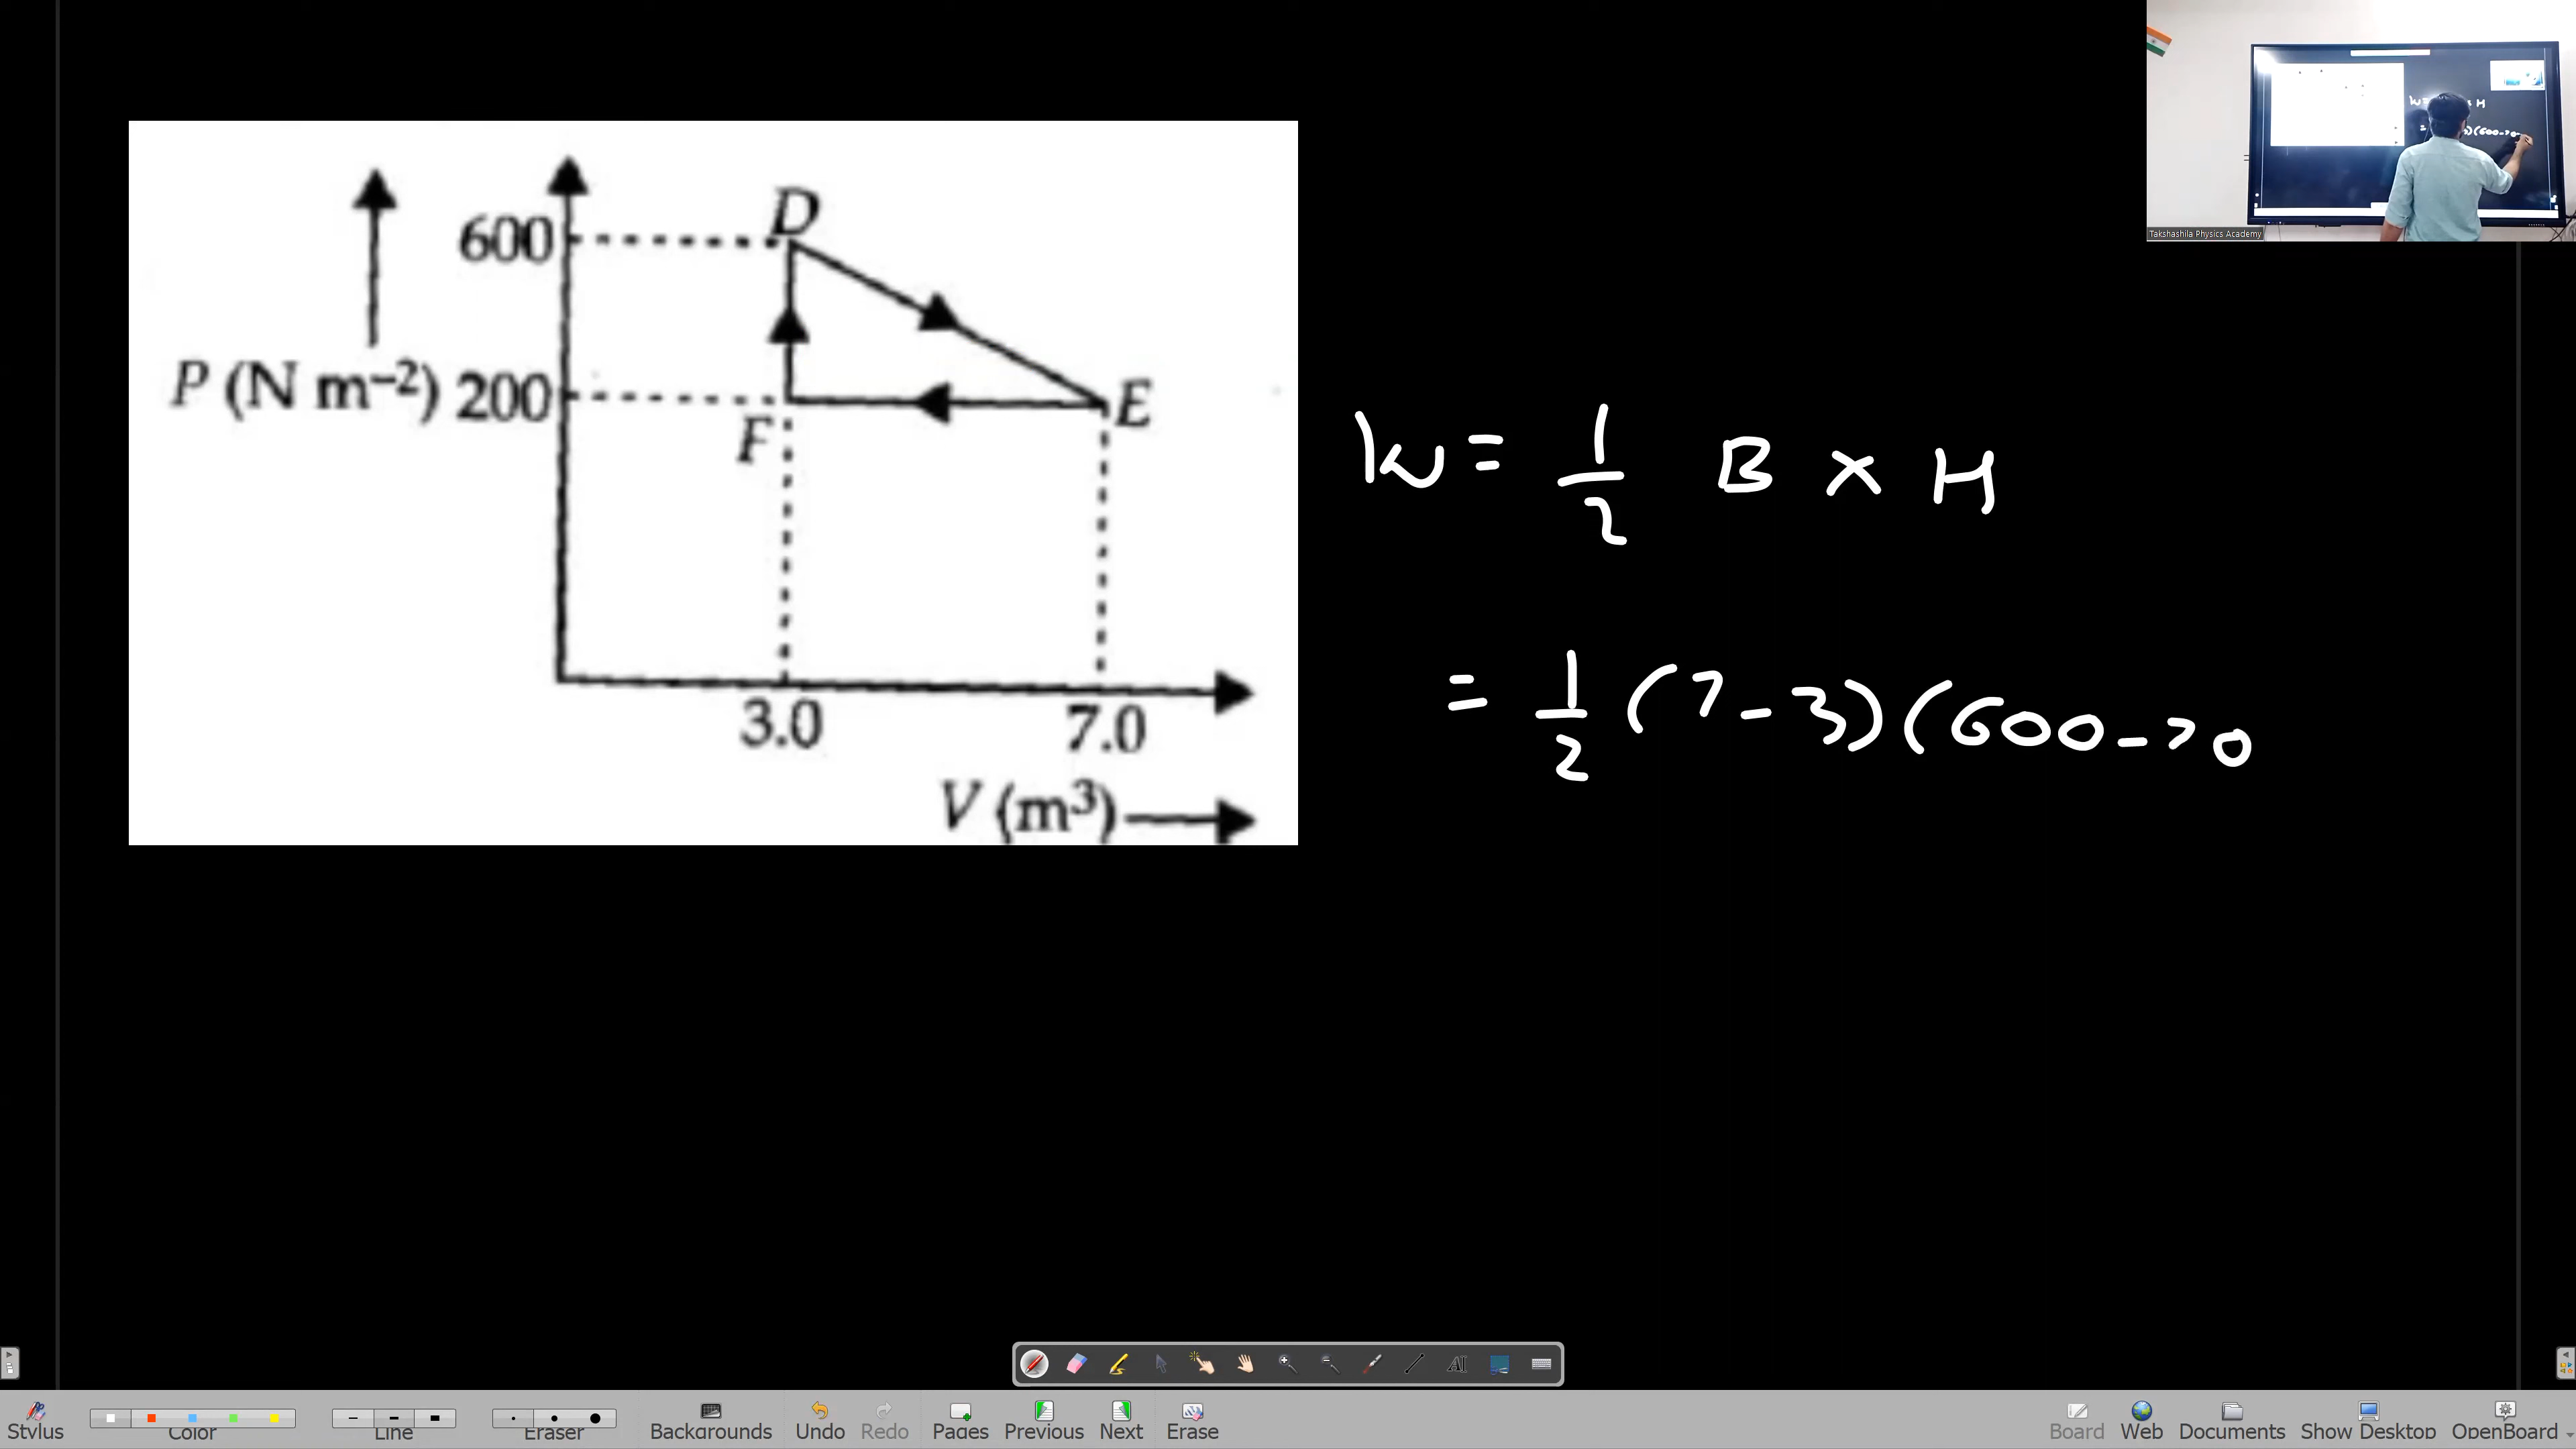 Takshashila Physics Academy
D
600
P (N m⁻²) 200
E
F
3.0
7.0
V (m³)
W = 1/2 B × H
= 1/2 (7 - 3) (600 - 20
Stylus
Color
Line
Eraser
Backgrounds
Undo
Redo
Pages
Previous
Next
Erase
Board
Web
Documents
Show Desktop
OpenBoard